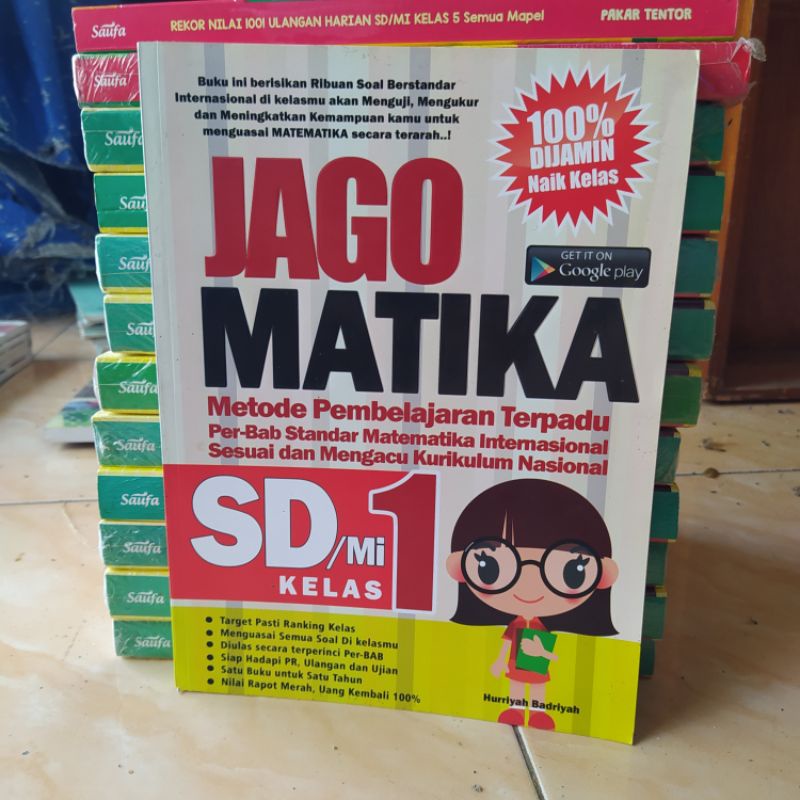 Saufa
REKOR NILAI 100! ULANGAN HARIAN SD/MI KELAS 5 Semua Mapel
PAKAR TENTOR
Saufa
Saufa
Saufa
Saufa
Saufa
Saufa
Saufa
Saufa
Saufa
Saufa
Saufa
Buku ini berisikan Ribuan Soal Berstandar
Internasional di kelasmu akan Menguji, Mengukur
dan Meningkatkan Kemampuan kamu untuk
menguasai MATEMATIKA secara terarah..!
100%
DIJAMIN
Naik Kelas
JAGO
GET IT ON
Google play
MATIKA
Metode Pembelajaran Terpadu
Per-Bab Standar Matematika Internasional
Sesuai dan Mengacu Kurikulum Nasional
SD/Mi 1
KELAS
• Target Pasti Ranking Kelas
• Menguasai Semua Soal Di kelasmu
• Diulas secara terperinci Per-BAB
• Siap Hadapi PR, Ulangan dan Ujian
• Satu Buku untuk Satu Tahun
• Nilai Rapot Merah, Uang Kembali 100%
Hurriyah Badriyah